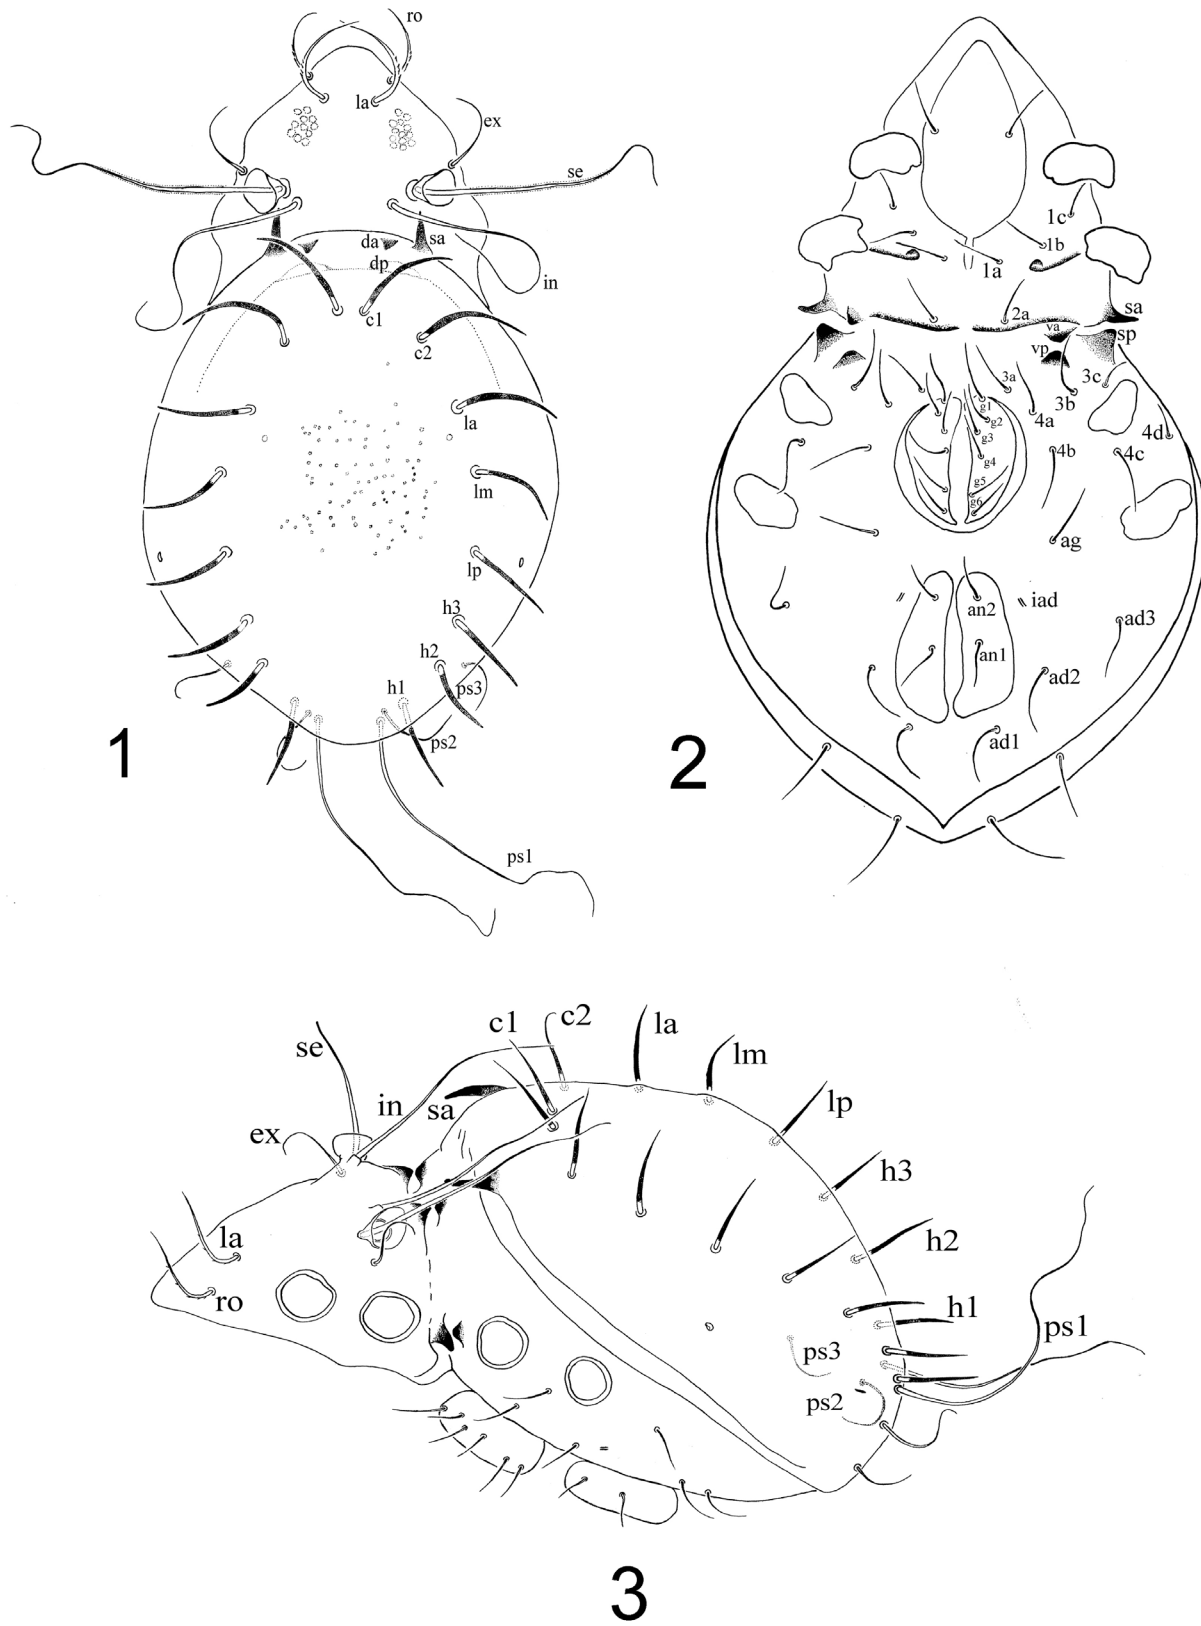 ro
la
ex
se
da sa
dp
in
c1
c2
la
lm
lp
h3
h2
h1
ps3
ps2
ps1
1
1c
1b
1a
2a
sa
va
sp
vp
3a
3b
3c
4a
4d
g1
g2
g3
g4
g5
g6
4b
4c
ag
an2
iad
an1
ad3
ad2
ad1
2
c1
c2
la
lm
se
in
sa
lp
ex
h3
la
h2
ro
h1
ps1
ps3
ps2
3